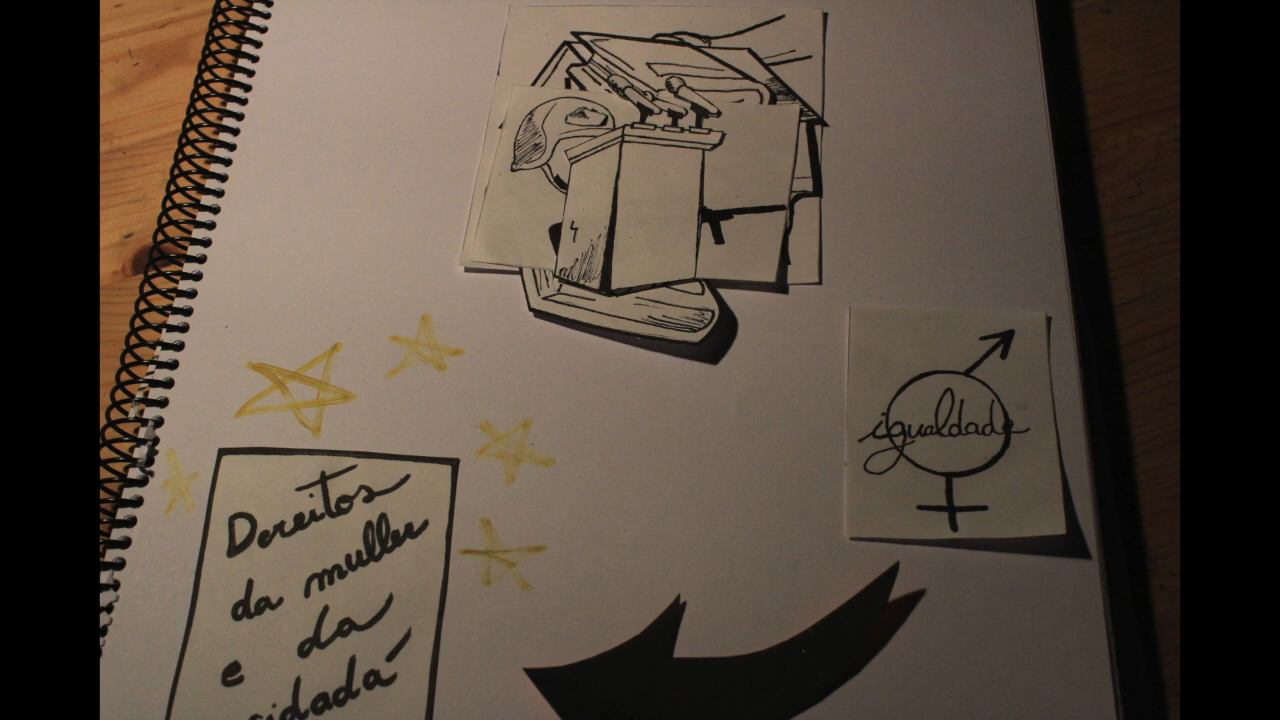 igualdade
Dereitos
da muller
e da
cidadá